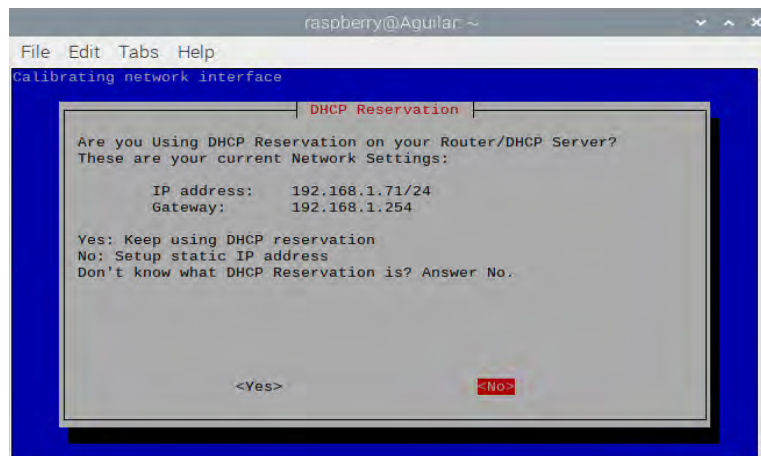 raspberry@Aguilar: ~
File Edit Tabs Help
Calibrating network interface
DHCP Reservation
Are you Using DHCP Reservation on your Router/DHCP Server?
These are your current Network Settings:
IP address: 192.168.1.71/24
Gateway: 192.168.1.254
Yes: Keep using DHCP reservation
No: Setup static IP address
Don't know what DHCP Reservation is? Answer No.
<Yes> <No>